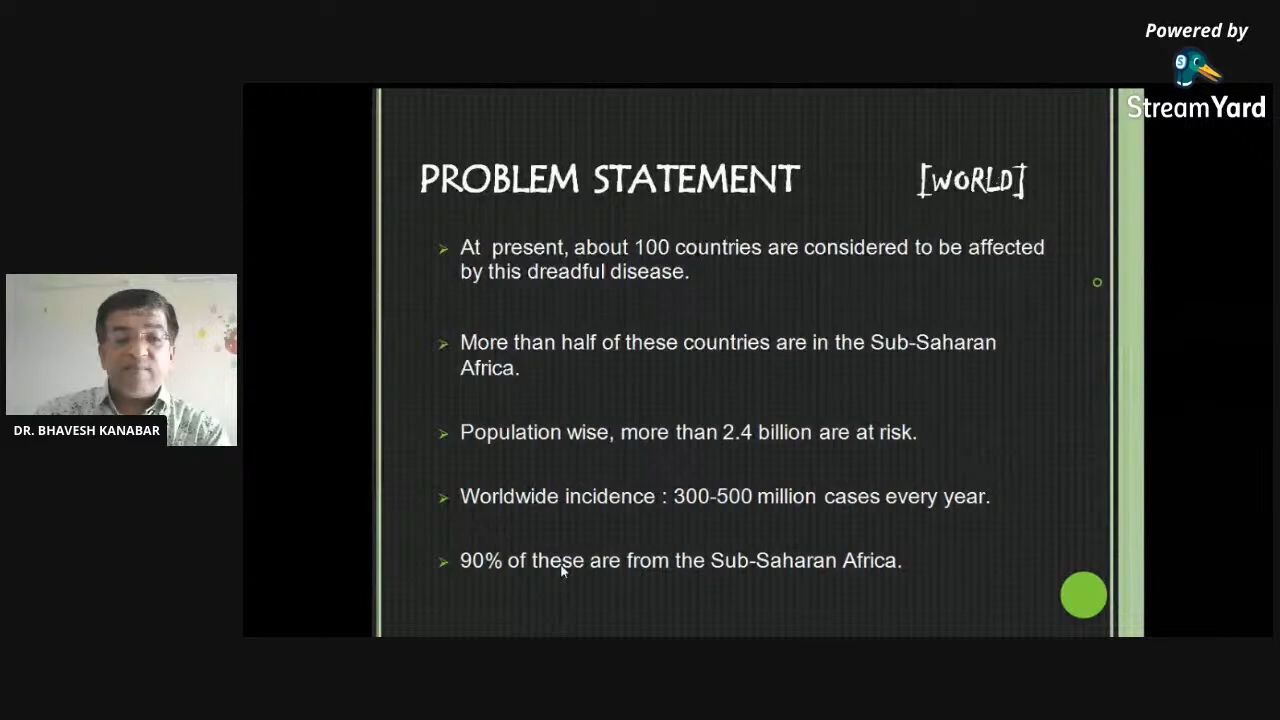 Powered by
StreamYard
PROBLEM STATEMENT [WORLD]
At present, about 100 countries are considered to be affected
by this dreadful disease.
More than half of these countries are in the Sub-Saharan
Africa.
Population wise, more than 2.4 billion are at risk.
Worldwide incidence : 300-500 million cases every year.
90% of these are from the Sub-Saharan Africa.
DR. BHAVESH KANABAR